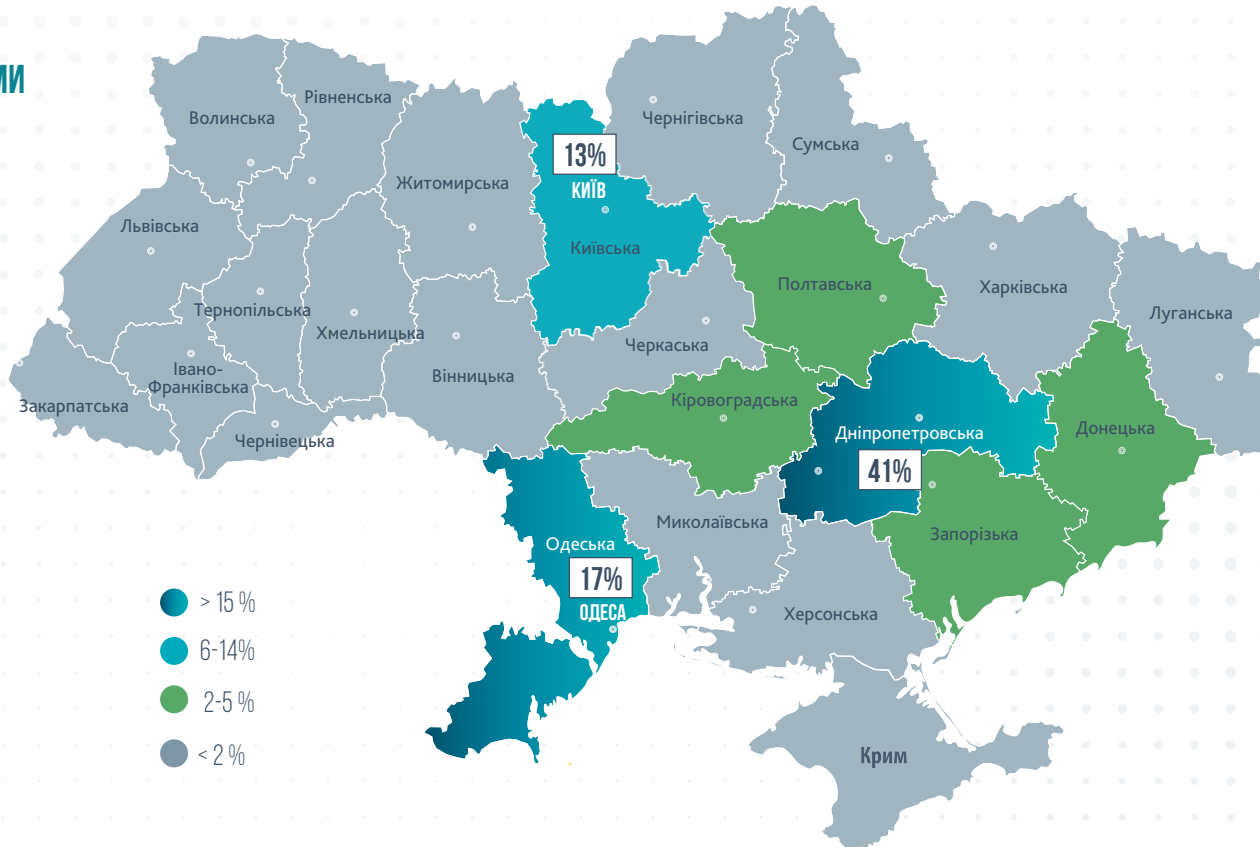 МИ
Волинська
Рівненська
Чернігівська
Сумська
13%
КИЇВ
Житомирська
Львівська
Київська
Полтавська
Харківська
Тернопільська
Хмельницька
Луганська
Черкаська
Івано-
Франківська
Вінницька
Закарпатська
Кіровоградська
Дніпропетровська
Донецька
Чернівецька
41%
Миколаївська
Запорізька
Одеська
17%
ОДЕСА
Херсонська
> 15 %
6-14%
2-5 %
< 2 %
Крим